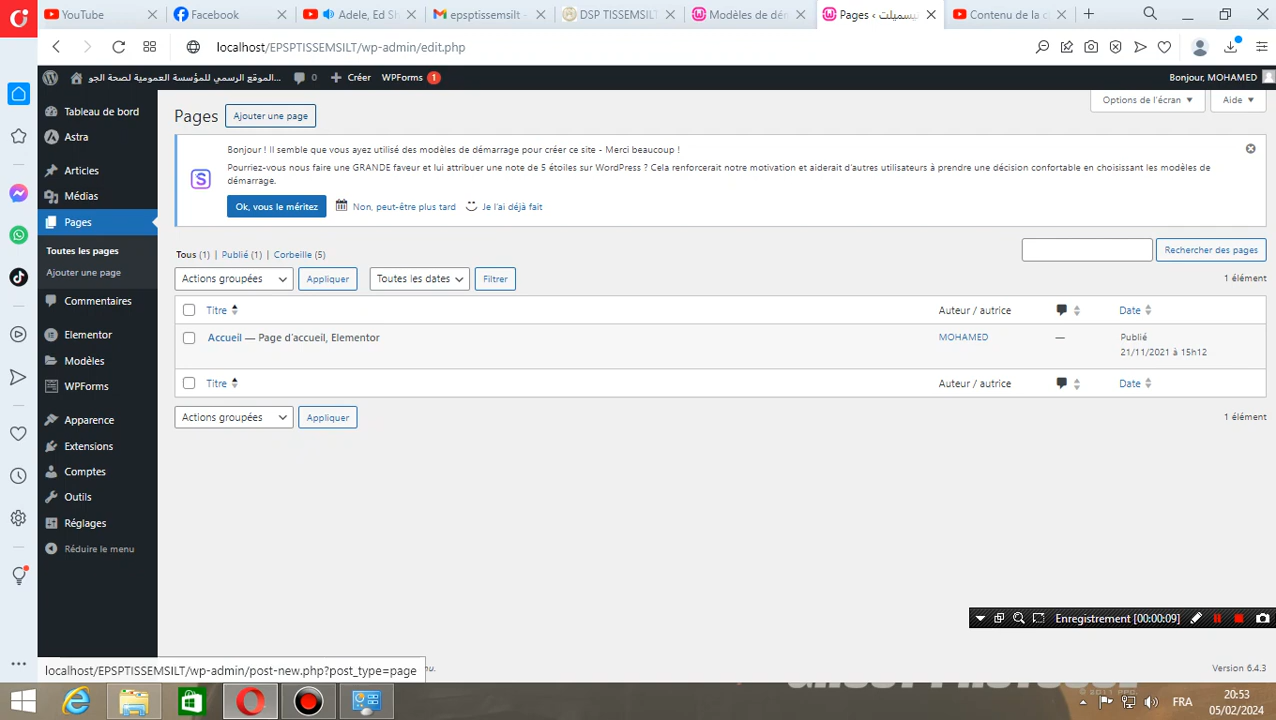 YouTube
Facebook
Adele, Ed Sh
epsptissemsilt -
DSP TISSEMSILT
Modèles de dém
Pages ‹ تيسمسيلت
Contenu de la c
localhost/EPSPTISSEMSILT/wp-admin/edit.php
الموقع الرسمي للمؤسسة العمومية لصحة الجو...
0
Créer
WPForms 1
Bonjour, MOHAMED
Tableau de bord
Astra
Articles
Médias
Pages
Toutes les pages
Ajouter une page
Commentaires
Elementor
Modèles
WPForms
Apparence
Extensions
Comptes
Outils
Réglages
Réduire le menu
Pages
Ajouter une page
Options de l'écran ▼
Aide ▼
Bonjour ! Il semble que vous ayez utilisé des modèles de démarrage pour créer ce site - Merci beaucoup !
Pourriez-vous nous faire une GRANDE faveur et lui attribuer une note de 5 étoiles sur WordPress ? Cela renforcerait notre motivation et aiderait d'autres utilisateurs à prendre une décision confortable en choisissant les modèles de
démarrage.
Ok, vous le méritez
Non, peut-être plus tard
Je l'ai déjà fait
Tous (1) | Publié (1) | Corbeille (5)
Rechercher des pages
Actions groupées
Appliquer
Toutes les dates
Filtrer
1 élément
Titre
Auteur / autrice
Date
Accueil — Page d'accueil, Elementor
MOHAMED
—
Publié
21/11/2021 à 15h12
Titre
Auteur / autrice
Date
Actions groupées
Appliquer
1 élément
Enregistrement [00:00:09]
localhost/EPSPTISSEMSILT/wp-admin/post-new.php?post_type=page
Version 6.4.3
FRA
20:53
05/02/2024